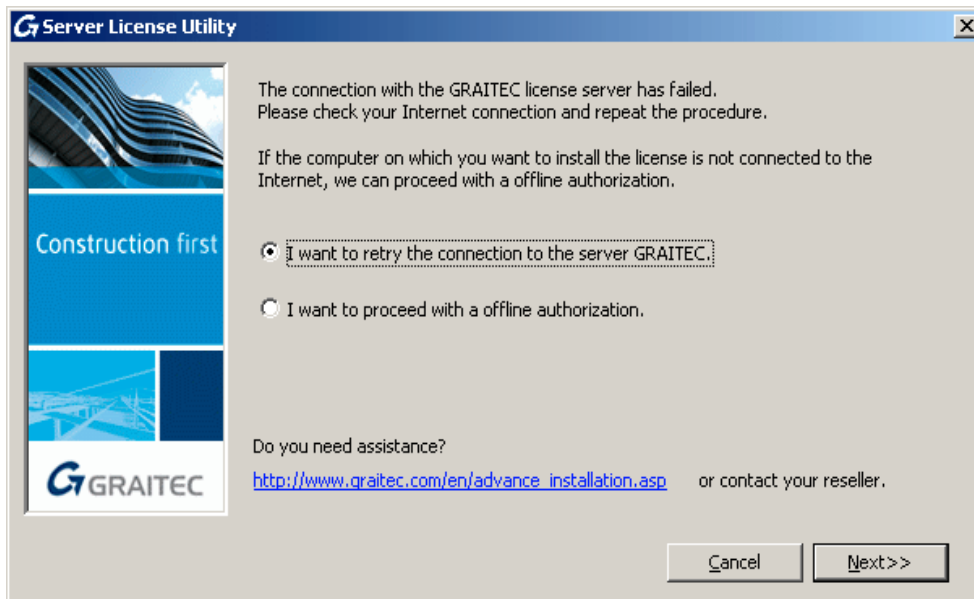 Server License Utility
The connection with the GRAITEC license server has failed.
Please check your Internet connection and repeat the procedure.
If the computer on which you want to install the license is not connected to the
Internet, we can proceed with a offline authorization.
Construction first
I want to retry the connection to the server GRAITEC.
I want to proceed with a offline authorization.
Do you need assistance?
http://www.graitec.com/en/advance_installation.asp or contact your reseller.
GRAITEC
Cancel Next>>